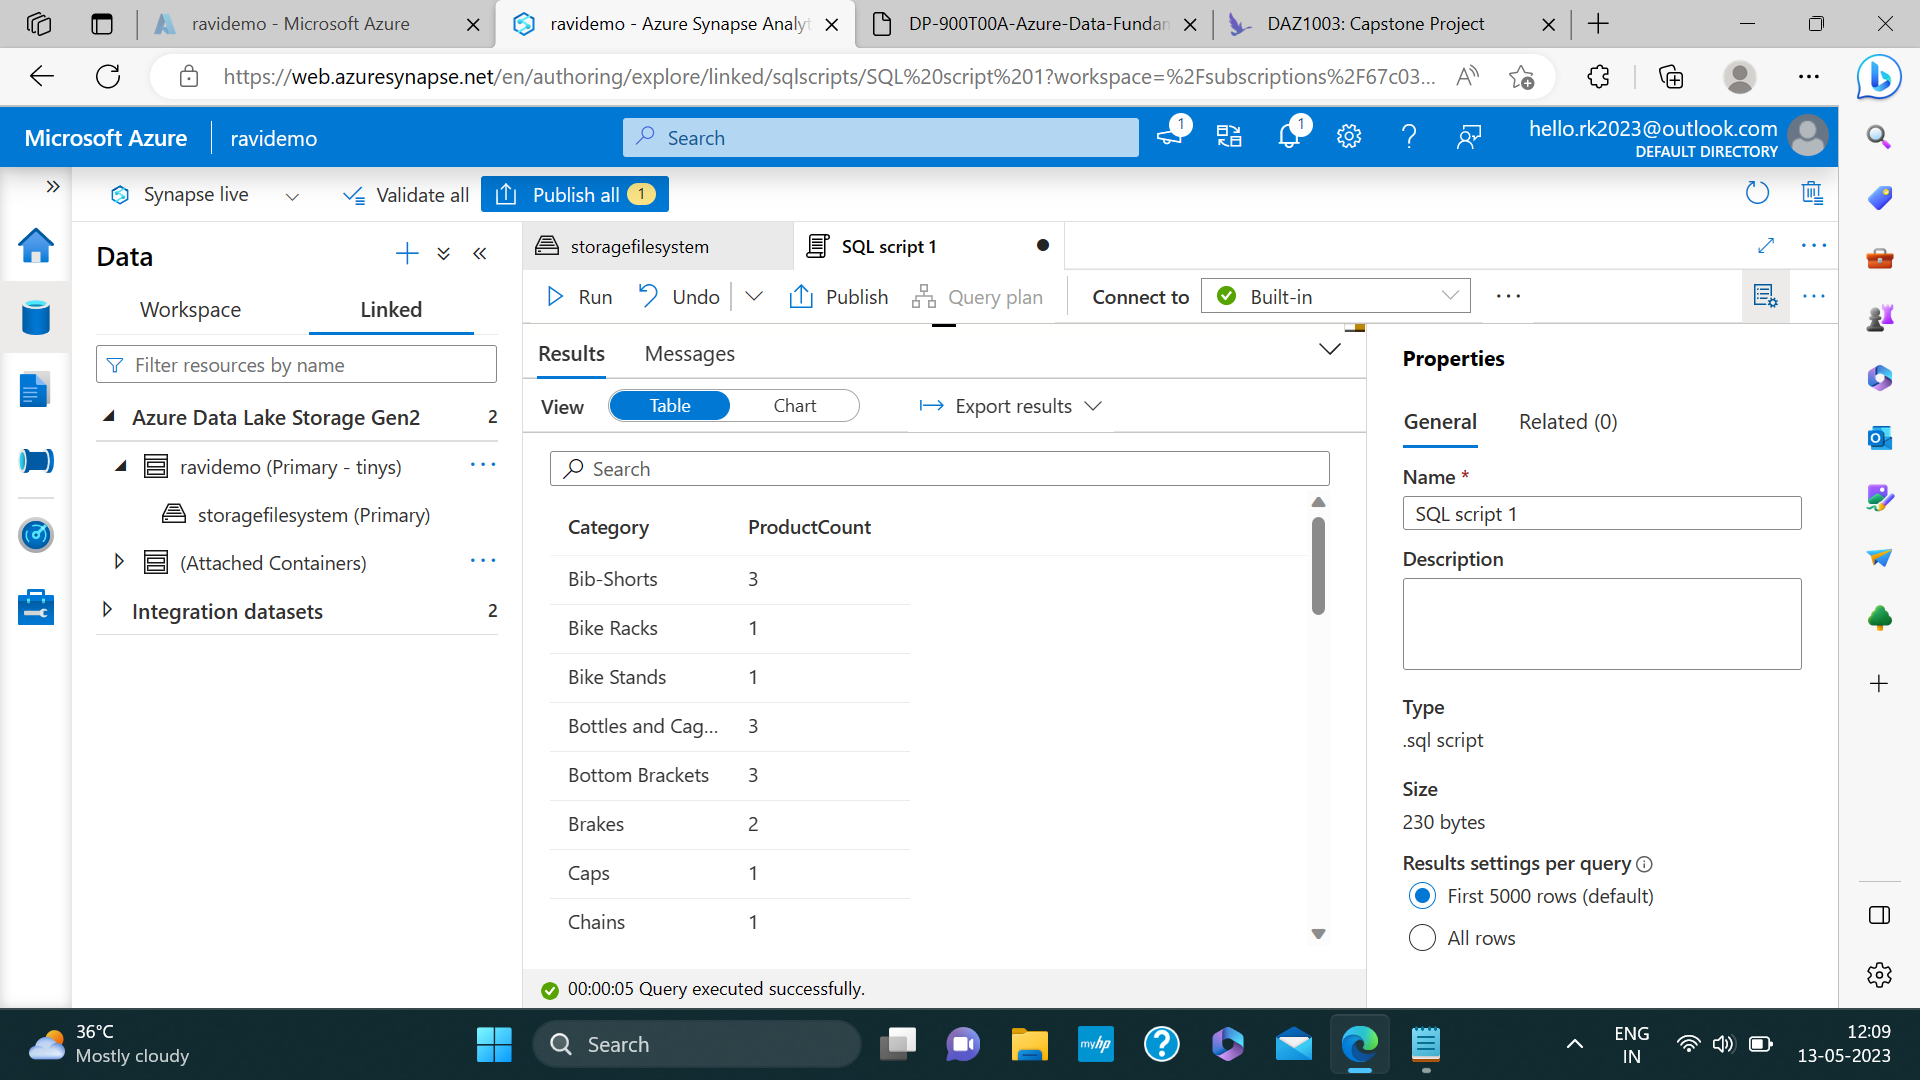 ravidemo - Microsoft Azure
ravidemo - Azure Synapse Analyt
DP-900T00A-Azure-Data-Fundan
DAZ1003: Capstone Project
https://web.azuresynapse.net/en/authoring/explore/linked/sqlscripts/SQL%20script%201?workspace=%2Fsubscriptions%2F67c03...
Microsoft Azure
ravidemo
Search
1
1
hello.rk2023@outlook.com
DEFAULT DIRECTORY
Synapse live
Validate all
Publish all 1
Data
Workspace
Linked
Filter resources by name
Azure Data Lake Storage Gen2 2
ravidemo (Primary - tinys)
storagefilesystem (Primary)
(Attached Containers)
Integration datasets 2
storagefilesystem
SQL script 1
Run
Undo
Publish
Query plan
Connect to
Built-in
Results
Messages
View
Table
Chart
Export results
Search
Category ProductCount
Bib-Shorts 3
Bike Racks 1
Bike Stands 1
Bottles and Cag... 3
Bottom Brackets 3
Brakes 2
Caps 1
Chains 1
00:00:05 Query executed successfully.
Properties
General
Related (0)
Name *
SQL script 1
Description
Type
.sql script
Size
230 bytes
Results settings per query
First 5000 rows (default)
All rows
36°C
Mostly cloudy
Search
myhp
ENG
IN
12:09
13-05-2023